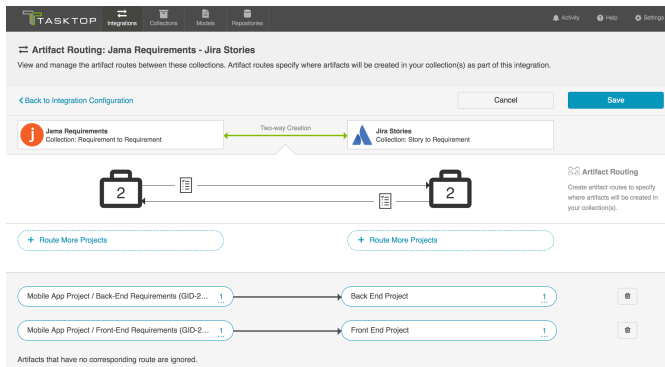 TASKTOP
Integrations
Collections
Models
Repositories
Activity
Help
Settings
Artifact Routing: Jama Requirements - Jira Stories
View and manage the artifact routes between these collections. Artifact routes specify where artifacts will be created in your collection(s) as part of this integration.
Back to Integration Configuration
Cancel
Save
Jama Requirements
Collection: Requirement to Requirement
Two-way Creation
Jira Stories
Collection: Story to Requirement
2
2
Artifact Routing
Create artifact routes to specify
where artifacts will be created in
your collection(s).
+ Route More Projects
+ Route More Projects
Mobile App Project / Back-End Requirements (GID-2... 1
Back End Project 1
Mobile App Project / Front-End Requirements (GID-2... 1
Front End Project 1
Artifacts that have no corresponding route are ignored.